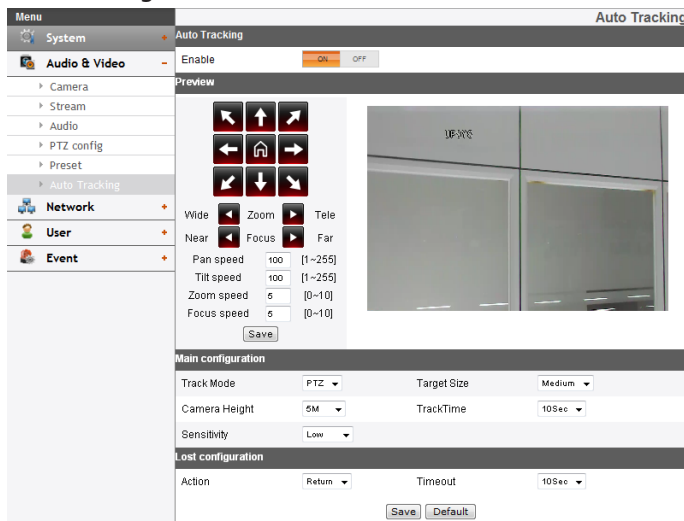 Menu
Auto Tracking
System
Auto Tracking
Audio & Video
Enable ON OFF
Preview
Camera
Stream
Audio
PTZ config
Preset
Auto Tracking
Network
User
Event
Wide Zoom Tele
Near Focus Far
Pan speed 100 [1~255]
Tilt speed 100 [1~255]
Zoom speed 5 [0~10]
Focus speed 5 [0~10]
Save
Main configuration
Track Mode PTZ Target Size Medium
Camera Height 5M TrackTime 10Sec
Sensitivity Low
Lost configuration
Action Return Timeout 10Sec
Save Default